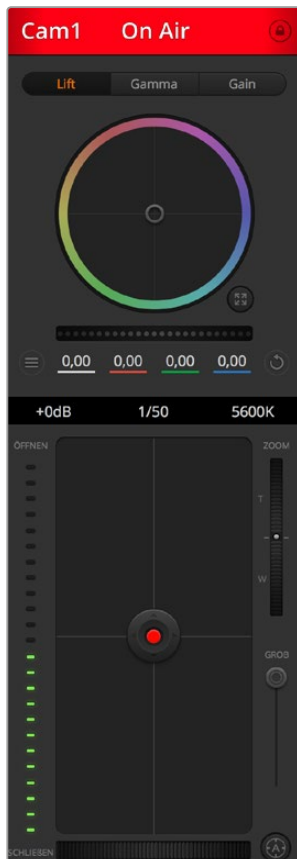 Cam1 On Air
Lift Gamma Gain
0,00 0,00 0,00 0,00
+0dB 1/50 5600K
ÖFFNEN ZOOM
T
W
GROB
SCHLIEßEN A